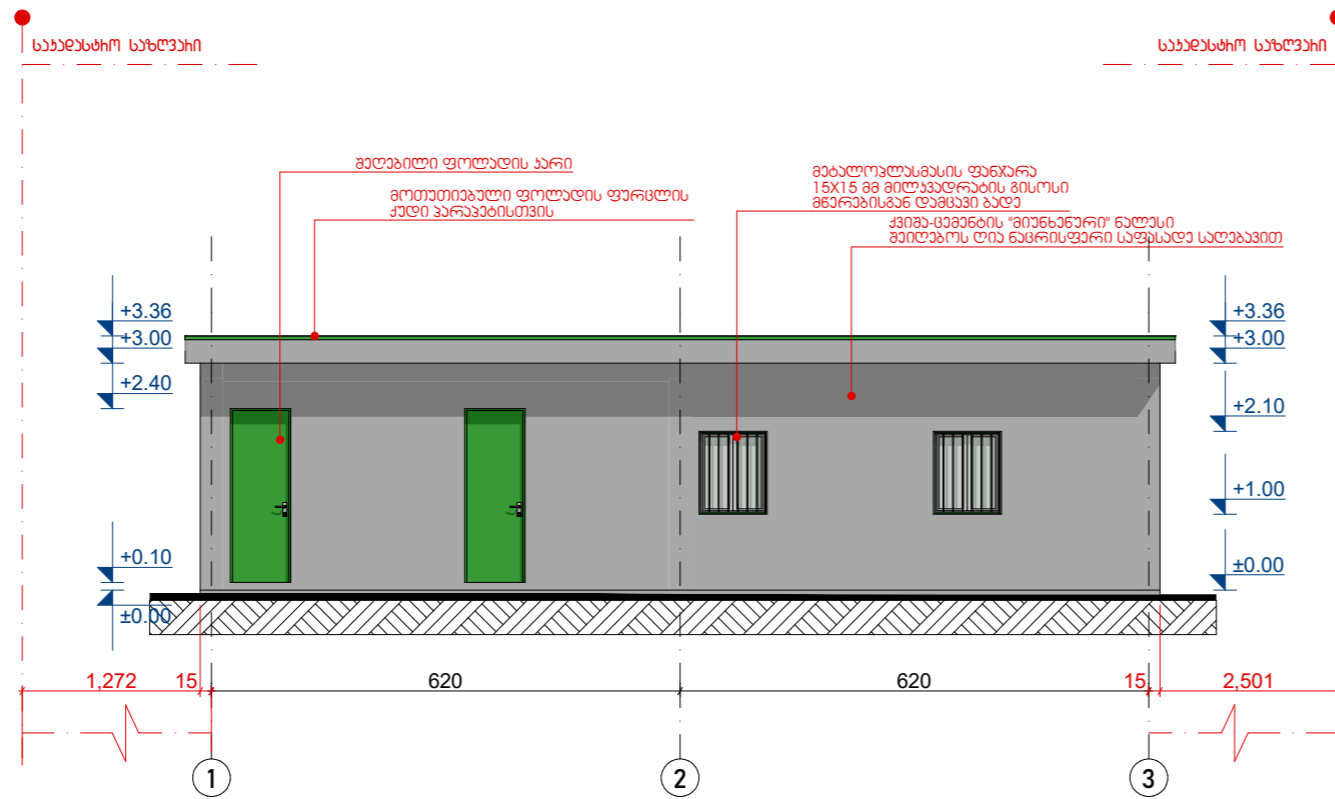 საკადასტრო საზღვარი
საკადასტრო საზღვარი
შეღებილი ფოლადის კარი
მოთუთიებული ფოლადის ფურცლის
ქუდი პარაპეტისთვის
მეტალოპლასმასის ფანჯარა
15X15 მმ მილკვადრატის გისოსი
მწერებისგან დამცავი ბადე
ქვიშა-ცემენტის "მიუნხენური" ნალესი
შეიღებოს ღია ნაცრისფერი საფასადე საღებავით
+3.36
+3.00
+2.40
+0.10
±0.00
+3.36
+3.00
+2.10
+1.00
±0.00
1,272 15 620 620 15 2,501
1 2 3